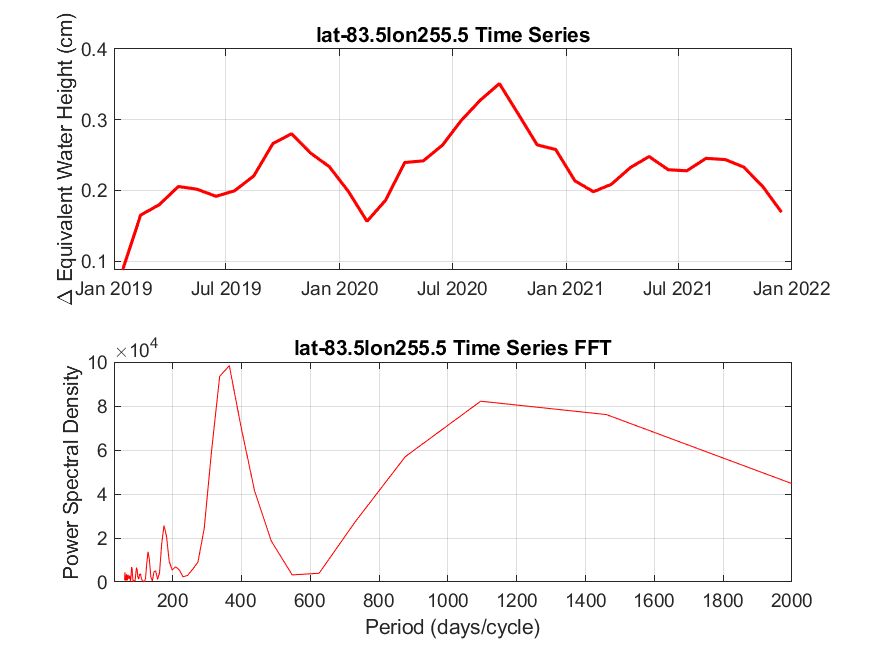 lat-83.5lon255.5 Time Series
Δ Equivalent Water Height (cm)
0.4
0.3
0.2
0.1
Jan 2019 Jul 2019 Jan 2020 Jul 2020 Jan 2021 Jul 2021 Jan 2022
lat-83.5lon255.5 Time Series FFT
×10^4
Power Spectral Density
10
8
6
4
2
0
200 400 600 800 1000 1200 1400 1600 1800 2000
Period (days/cycle)